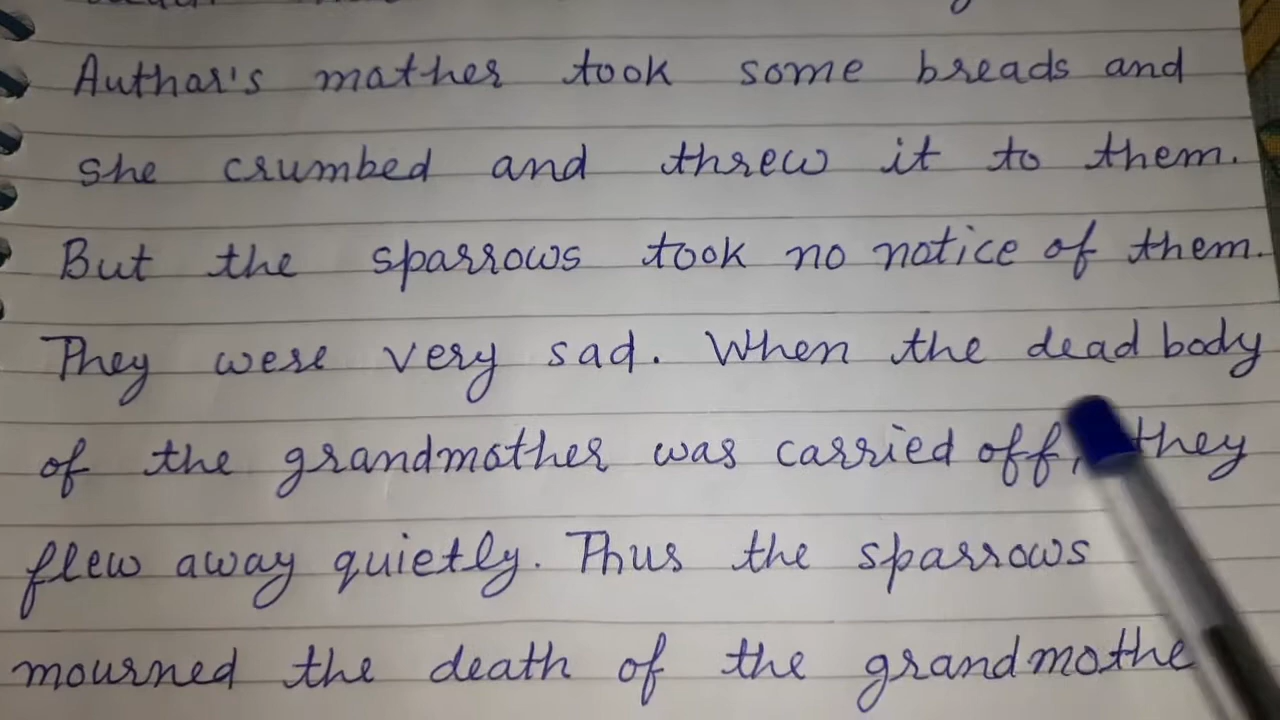 Author's mother took some breads and
she crumbed and threw it to them.
But the sparrows took no notice of them.
They were very sad. When the dead body
of the grandmother was carried off, they
flew away quietly. Thus the sparrows
mourned the death of the grandmothe